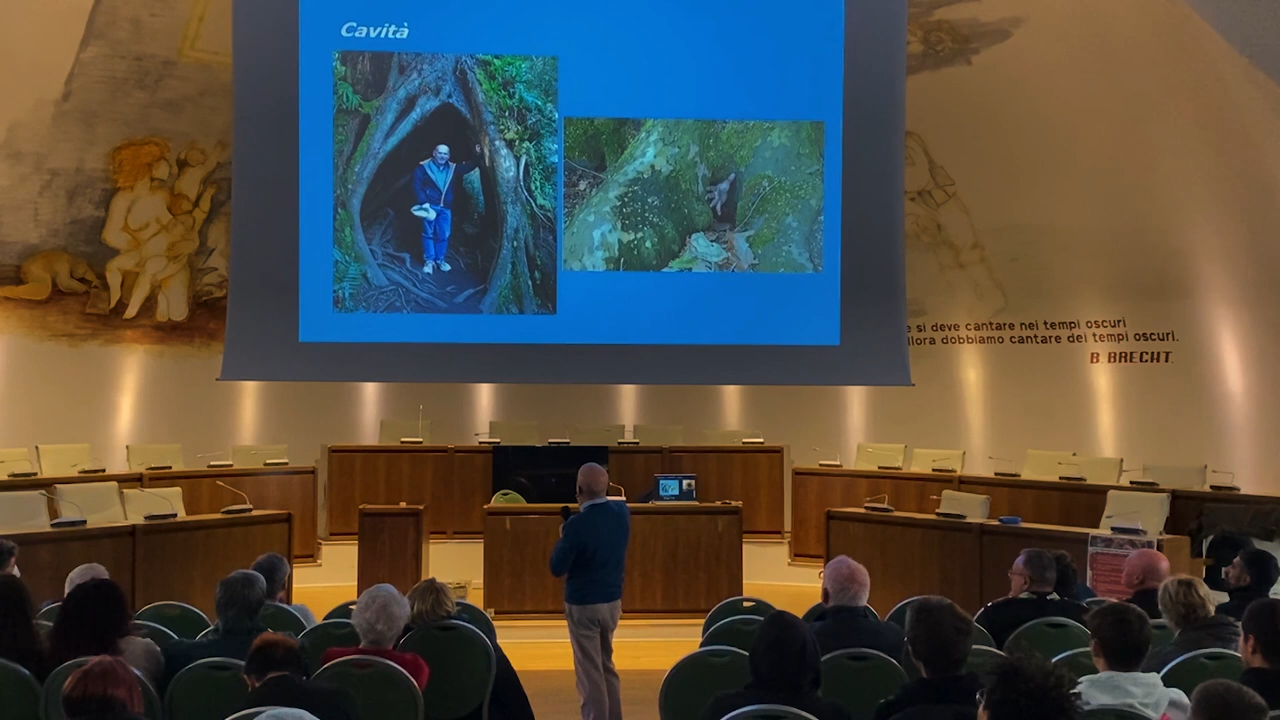 Cavità
e si deve cantare nei tempi oscuri
llora dobbiamo cantare dei tempi oscuri.
B. BRECHT.